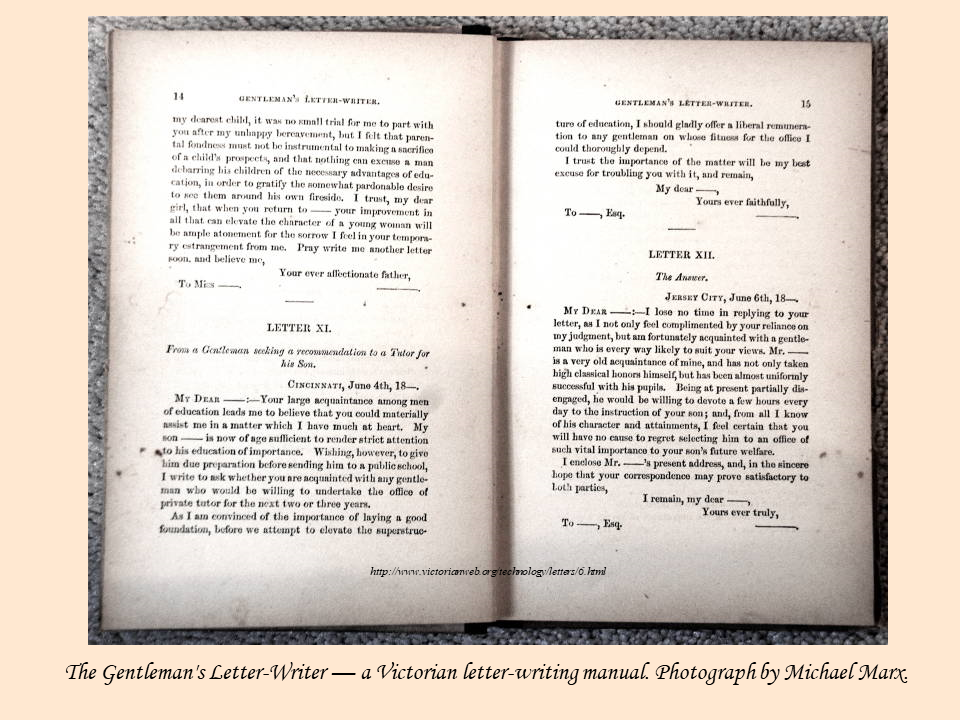 14 GENTLEMAN'S LETTER-WRITER.
my dearest child, it was no small trial for me to part with
you after my unhappy bereavement, but I felt that paren-
tal fondness must not be instrumental to making a sacrifice
of a child's prospects, and that nothing can excuse a man
debarring his children of the necessary advantages of edu-
cation, in order to gratify the somewhat pardonable desire
to see them around his own fireside. I trust, my dear
girl, that when you return to —— your improvement in
all that can elevate the character of a young woman will
be ample atonement for the sorrow I feel in your tempora-
ry estrangement from me. Pray write me another letter
soon, and believe me,
Your ever affectionate father,
To Miss ——. ————.
LETTER XI.
From a Gentleman seeking a recommendation to a Tutor for
his Son.
CINCINNATI, June 4th, 18—.
MY DEAR ——:—Your large acquaintance among men
of education leads me to believe that you could materially
assist me in a matter which I have much at heart. My
son —— is now of age sufficient to render strict attention
to his education of importance. Wishing, however, to give
him due preparation before sending him to a public school,
I write to ask whether you are acquainted with any gentle-
man who would be willing to undertake the office of
private tutor for the next two or three years.
As I am convinced of the importance of laying a good
foundation, before we attempt to elevate the superstruc-
GENTLEMAN'S LETTER-WRITER. 15
ture of education, I should gladly offer a liberal remunera-
tion to any gentleman on whose fitness for the office I
could thoroughly depend.
I trust the importance of the matter will be my best
excuse for troubling you with it, and remain,
My dear ——,
Yours ever faithfully,
To ——, Esq. ————.
LETTER XII.
The Answer.
JERSEY CITY, June 6th, 18—.
MY DEAR ——:—I lose no time in replying to your
letter, as I not only feel complimented by your reliance on
my judgment, but am fortunately acquainted with a gentle-
man who is every way likely to suit your views. Mr. ——
is a very old acquaintance of mine, and has not only taken
high classical honors himself, but has been almost uniformly
successful with his pupils. Being at present partially dis-
engaged, he would be willing to devote a few hours every
day to the instruction of your son; and, from all I know
of his character and attainments, I feel certain that you
will have no cause to regret selecting him to an office of
such vital importance to your son's future welfare.
I enclose Mr. ——'s present address, and, in the sincere
hope that your correspondence may prove satisfactory to
both parties,
I remain, my dear ——,
Yours ever truly,
To ——, Esq. ————.
http://www.victorianweb.org/technology/letters/6.html
The Gentleman's Letter-Writer — a Victorian letter-writing manual. Photograph by Michael Marx.